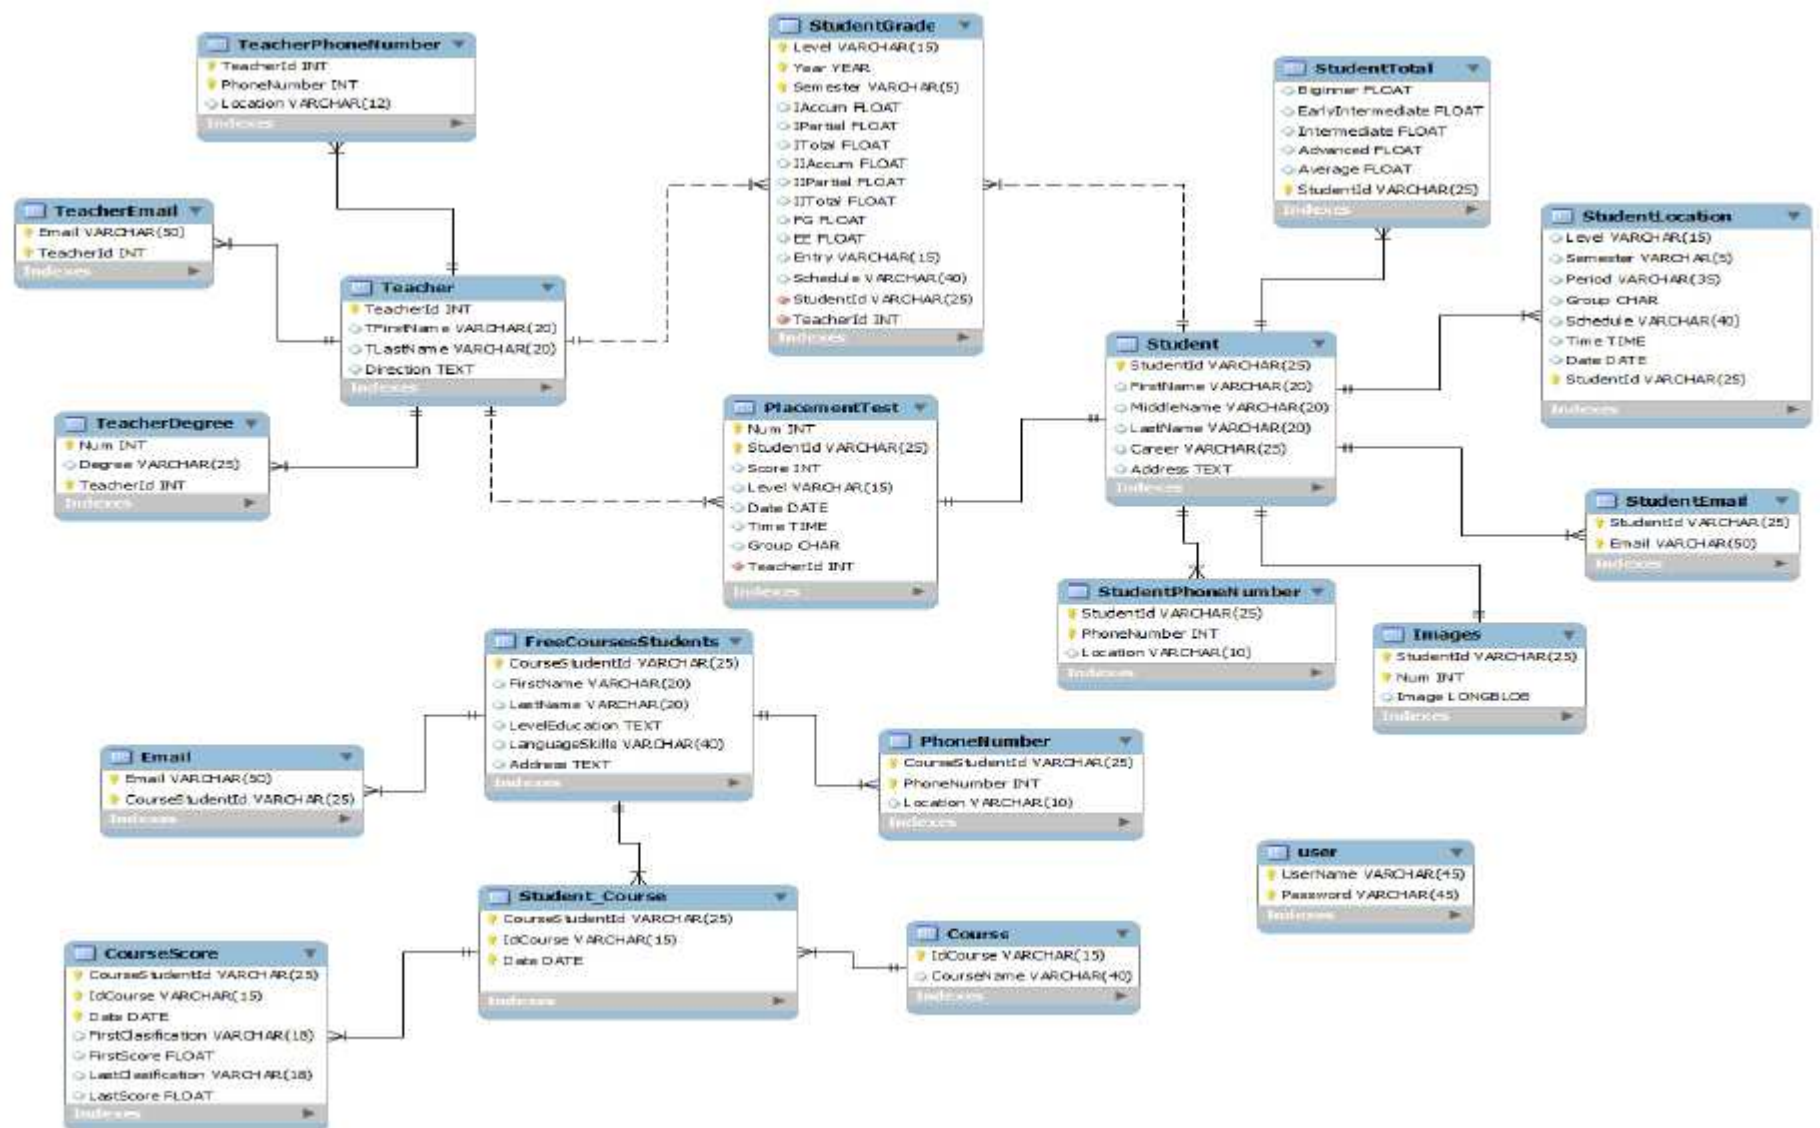 TeacherPhoneNumber
TeacherId INT
PhoneNumber INT
Location VARCHAR(12)
Indexes
StudentGrade
Level VARCHAR(15)
Year YEAR
Semester VARCHAR(5)
IAccum FLOAT
IPartial FLOAT
ITotal FLOAT
IIAccum FLOAT
IIPartial FLOAT
IITotal FLOAT
FG FLOAT
EE FLOAT
Entry VARCHAR(15)
Schedule VARCHAR(40)
StudentId VARCHAR(25)
TeacherId INT
Indexes
StudentTotal
Biginner FLOAT
EarlyIntermediate FLOAT
Intermediate FLOAT
Advanced FLOAT
Average FLOAT
StudentId VARCHAR(25)
Indexes
TeacherEmail
Email VARCHAR(50)
TeacherId INT
Indexes
StudentLocation
Level VARCHAR(15)
Semester VARCHAR(5)
Period VARCHAR(35)
Group CHAR
Schedule VARCHAR(40)
Time TIME
Date DATE
StudentId VARCHAR(25)
Indexes
Teacher
TeacherId INT
TFirstName VARCHAR(20)
TLastName VARCHAR(20)
Direction TEXT
Indexes
Student
StudentId VARCHAR(25)
FirstName VARCHAR(20)
MiddleName VARCHAR(20)
LastName VARCHAR(20)
Career VARCHAR(25)
Address TEXT
Indexes
TeacherDegree
Num INT
Degree VARCHAR(25)
TeacherId INT
Indexes
PlacementTest
Num INT
StudentId VARCHAR(25)
Score INT
Level VARCHAR(15)
Date DATE
Time TIME
Group CHAR
TeacherId INT
Indexes
StudentEmail
StudentId VARCHAR(25)
Email VARCHAR(50)
Indexes
StudentPhoneNumber
StudentId VARCHAR(25)
PhoneNumber INT
Location VARCHAR(10)
Indexes
Images
StudentId VARCHAR(25)
Num INT
Image LONGBLOB
Indexes
FreeCoursesStudents
CourseStudentId VARCHAR(25)
FirstName VARCHAR(20)
LastName VARCHAR(20)
LevelEducation TEXT
LanguageSkills VARCHAR(40)
Address TEXT
Indexes
Email
Email VARCHAR(50)
CourseStudentId VARCHAR(25)
Indexes
PhoneNumber
CourseStudentId VARCHAR(25)
PhoneNumber INT
Location VARCHAR(10)
Indexes
user
UserName VARCHAR(45)
Password VARCHAR(45)
Indexes
Student_Course
CourseStudentId VARCHAR(25)
IdCourse VARCHAR(15)
Date DATE
Indexes
Course
IdCourse VARCHAR(15)
CourseName VARCHAR(40)
Indexes
CourseScore
CourseStudentId VARCHAR(25)
IdCourse VARCHAR(15)
Date DATE
FirstClasification VARCHAR(18)
FirstScore FLOAT
LastClasification VARCHAR(18)
LastScore FLOAT
Indexes